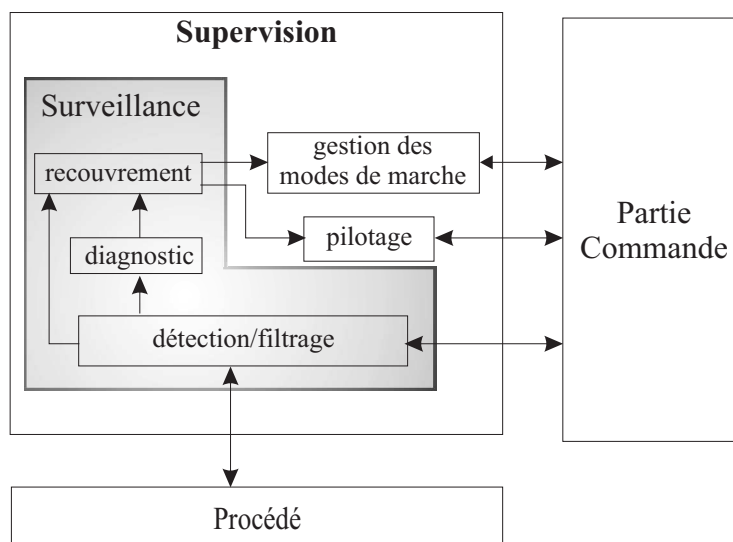 Supervision
Surveillance
recouvrement
gestion des
modes de marche
pilotage
diagnostic
détection/filtrage
Partie
Commande
Procédé